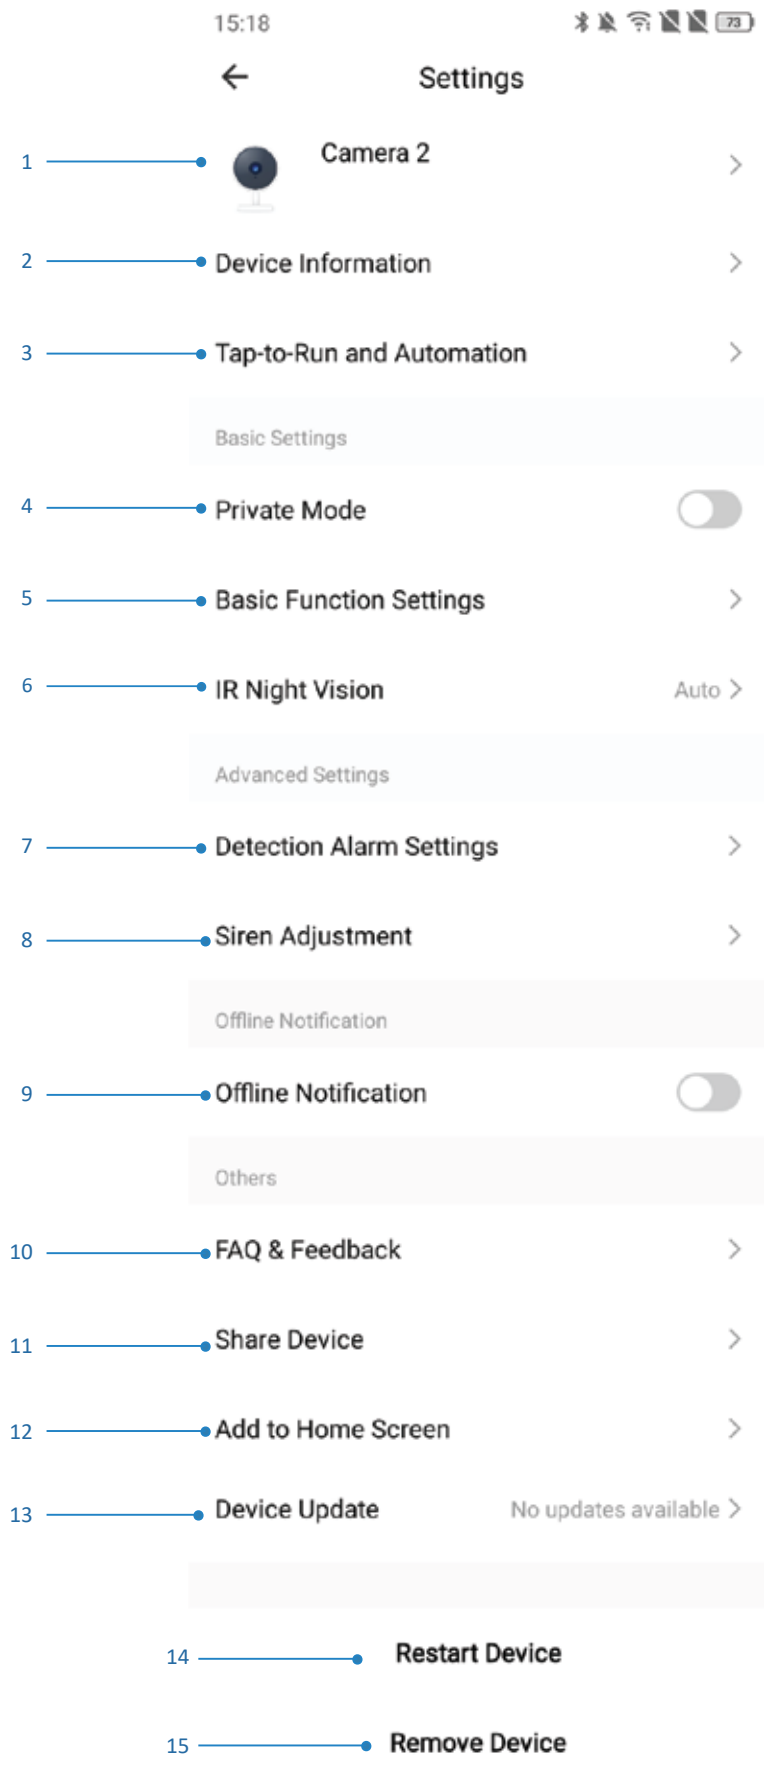 15:18 73
Settings
1 Camera 2
2 Device Information
3 Tap-to-Run and Automation
Basic Settings
4 Private Mode
5 Basic Function Settings
6 IR Night Vision Auto
Advanced Settings
7 Detection Alarm Settings
8 Siren Adjustment
Offline Notification
9 Offline Notification
Others
10 FAQ & Feedback
11 Share Device
12 Add to Home Screen
13 Device Update No updates available
14 Restart Device
15 Remove Device